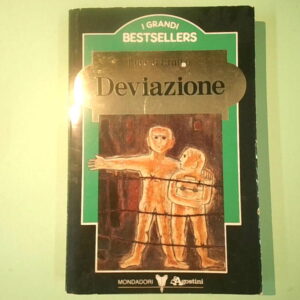 I GRANDI
BESTSELLERS
Deviazione
MONDADORI
DeAgostini